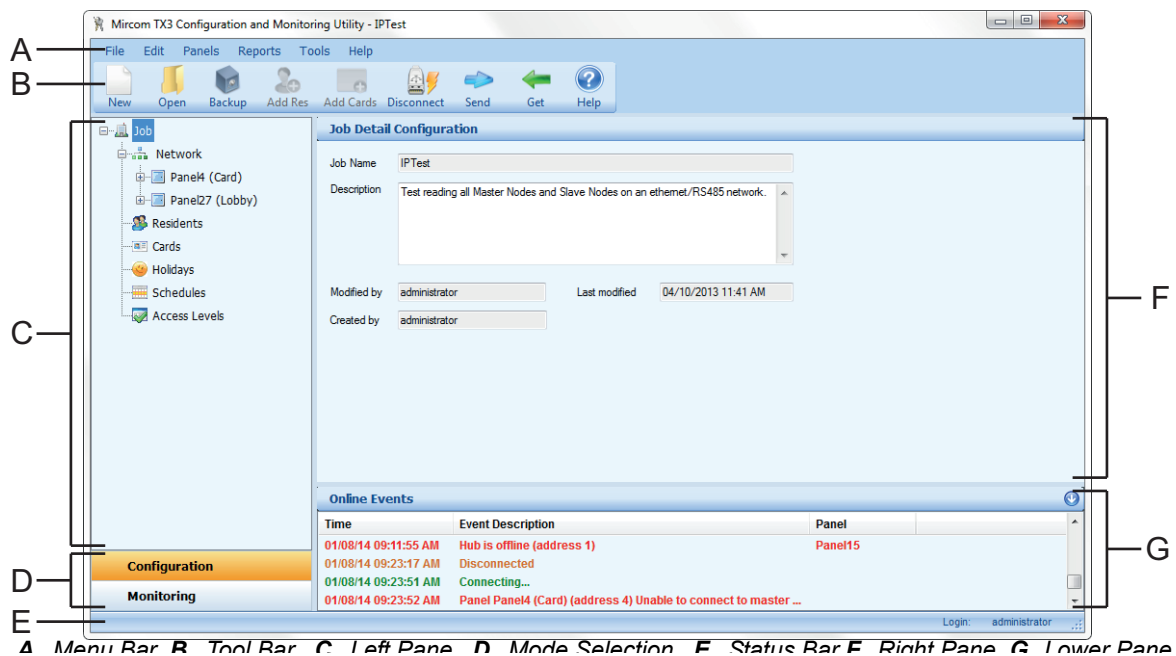 Mircom TX3 Configuration and Monitoring Utility - IPTest
A
File Edit Panels Reports Tools Help
B
New Open Backup Add Res Add Cards Disconnect Send Get Help
C
Job
Network
Panel4 (Card)
Panel27 (Lobby)
Residents
Cards
Holidays
Schedules
Access Levels
Job Detail Configuration
Job Name IPTest
Description Test reading all Master Nodes and Slave Nodes on an ethernet/RS485 network.
Modified by administrator Last modified 04/10/2013 11:41 AM
Created by administrator
F
Online Events
Time Event Description Panel
01/08/14 09:11:55 AM Hub is offline (address 1) Panel15
01/08/14 09:23:17 AM Disconnected
01/08/14 09:23:51 AM Connecting...
01/08/14 09:23:52 AM Panel Panel4 (Card) (address 4) Unable to connect to master ...
G
D
Configuration
Monitoring
E
Login: administrator
A Menu Bar B Tool Bar C Left Pane D Mode Selection E Status Bar F Right Pane G Lower Pane